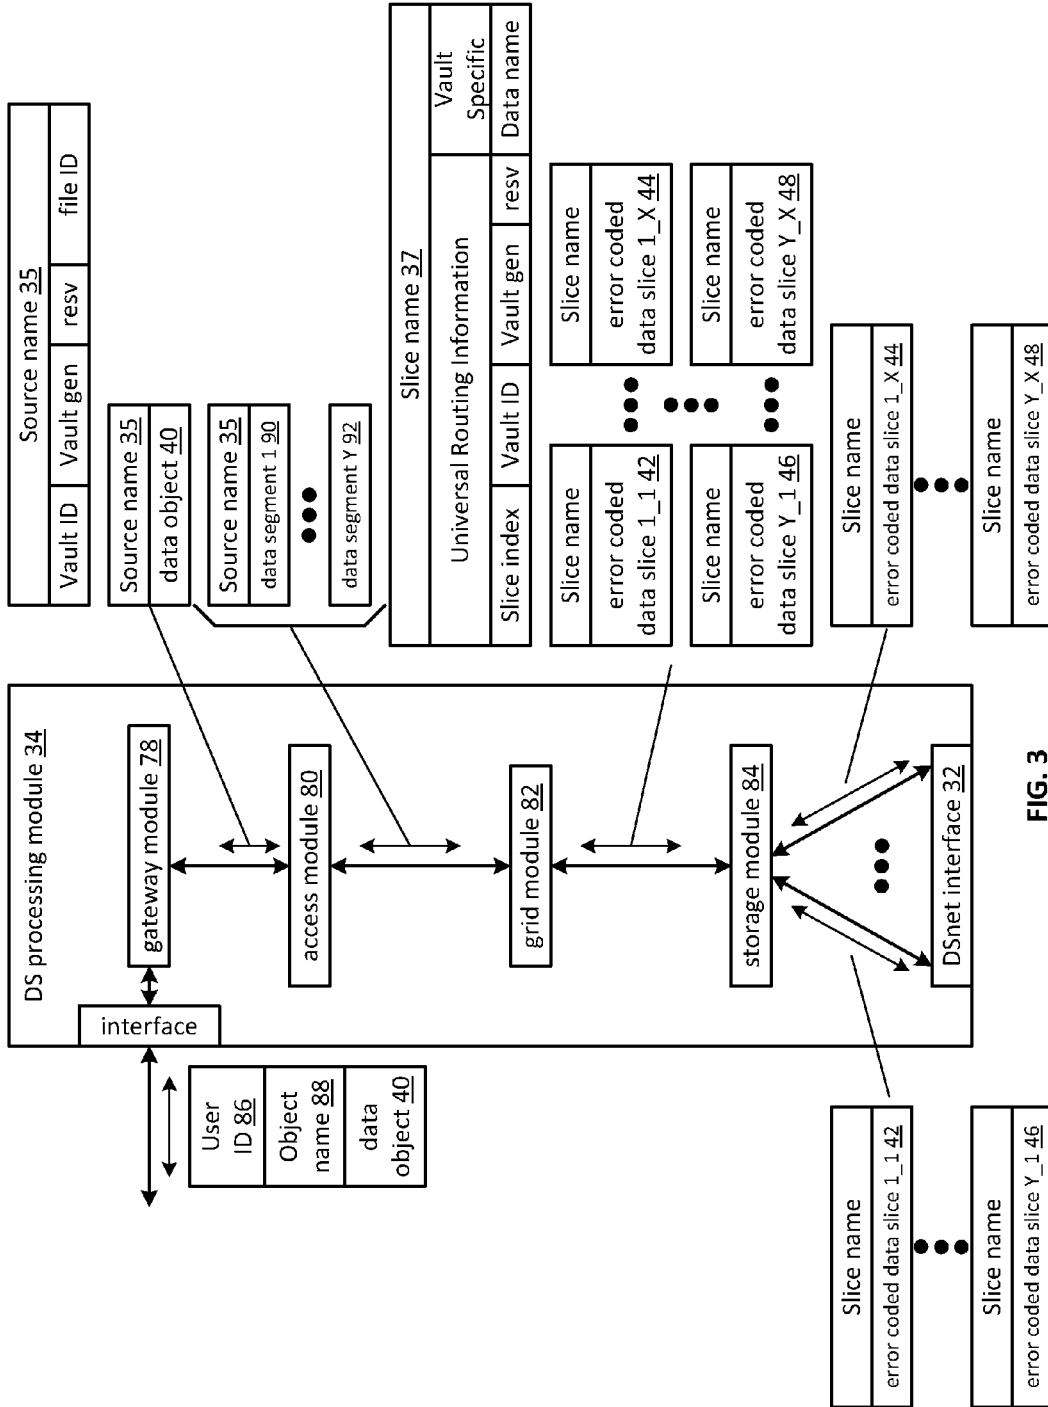 DS processing module 34
interface
gateway module 78
access module 80
grid module 82
storage module 84
DSnet interface 32
User
ID 86
Object
name 88
data
object 40
Source name 35
Vault ID
Vault gen
resv
file ID
Source name 35
data object 40
Source name 35
data segment 1 90
data segment Y 92
Slice name 37
Universal Routing Information
Vault
Specific
Slice index
Vault ID
Vault gen
resv
Data name
Slice name
error coded
data slice 1_1 42
Slice name
error coded
data slice 1_X 44
Slice name
error coded
data slice Y_1 46
Slice name
error coded
data slice Y_X 48
Slice name
error coded data slice 1_1 42
Slice name
error coded data slice Y_1 46
Slice name
error coded data slice 1_X 44
Slice name
error coded data slice Y_X 48
FIG. 3